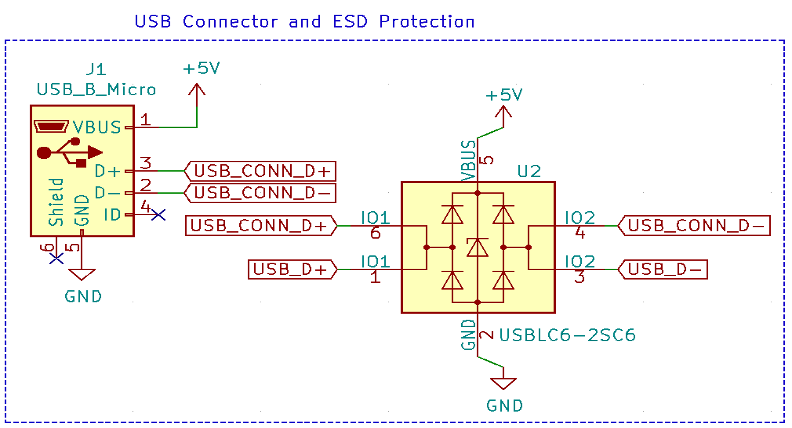 USB Connector and ESD Protection
J1
USB_B_Micro
+5V
VBUS 1
D+ 3 USB_CONN_D+
D- 2 USB_CONN_D-
ID 4
Shield
GND
6
5
GND
+5V
VBUS
5
U2
USB_CONN_D+ IO1 6
IO2 4 USB_CONN_D-
USB_D+ IO1 1
IO2 3 USB_D-
GND
2
USBLC6-2SC6
GND